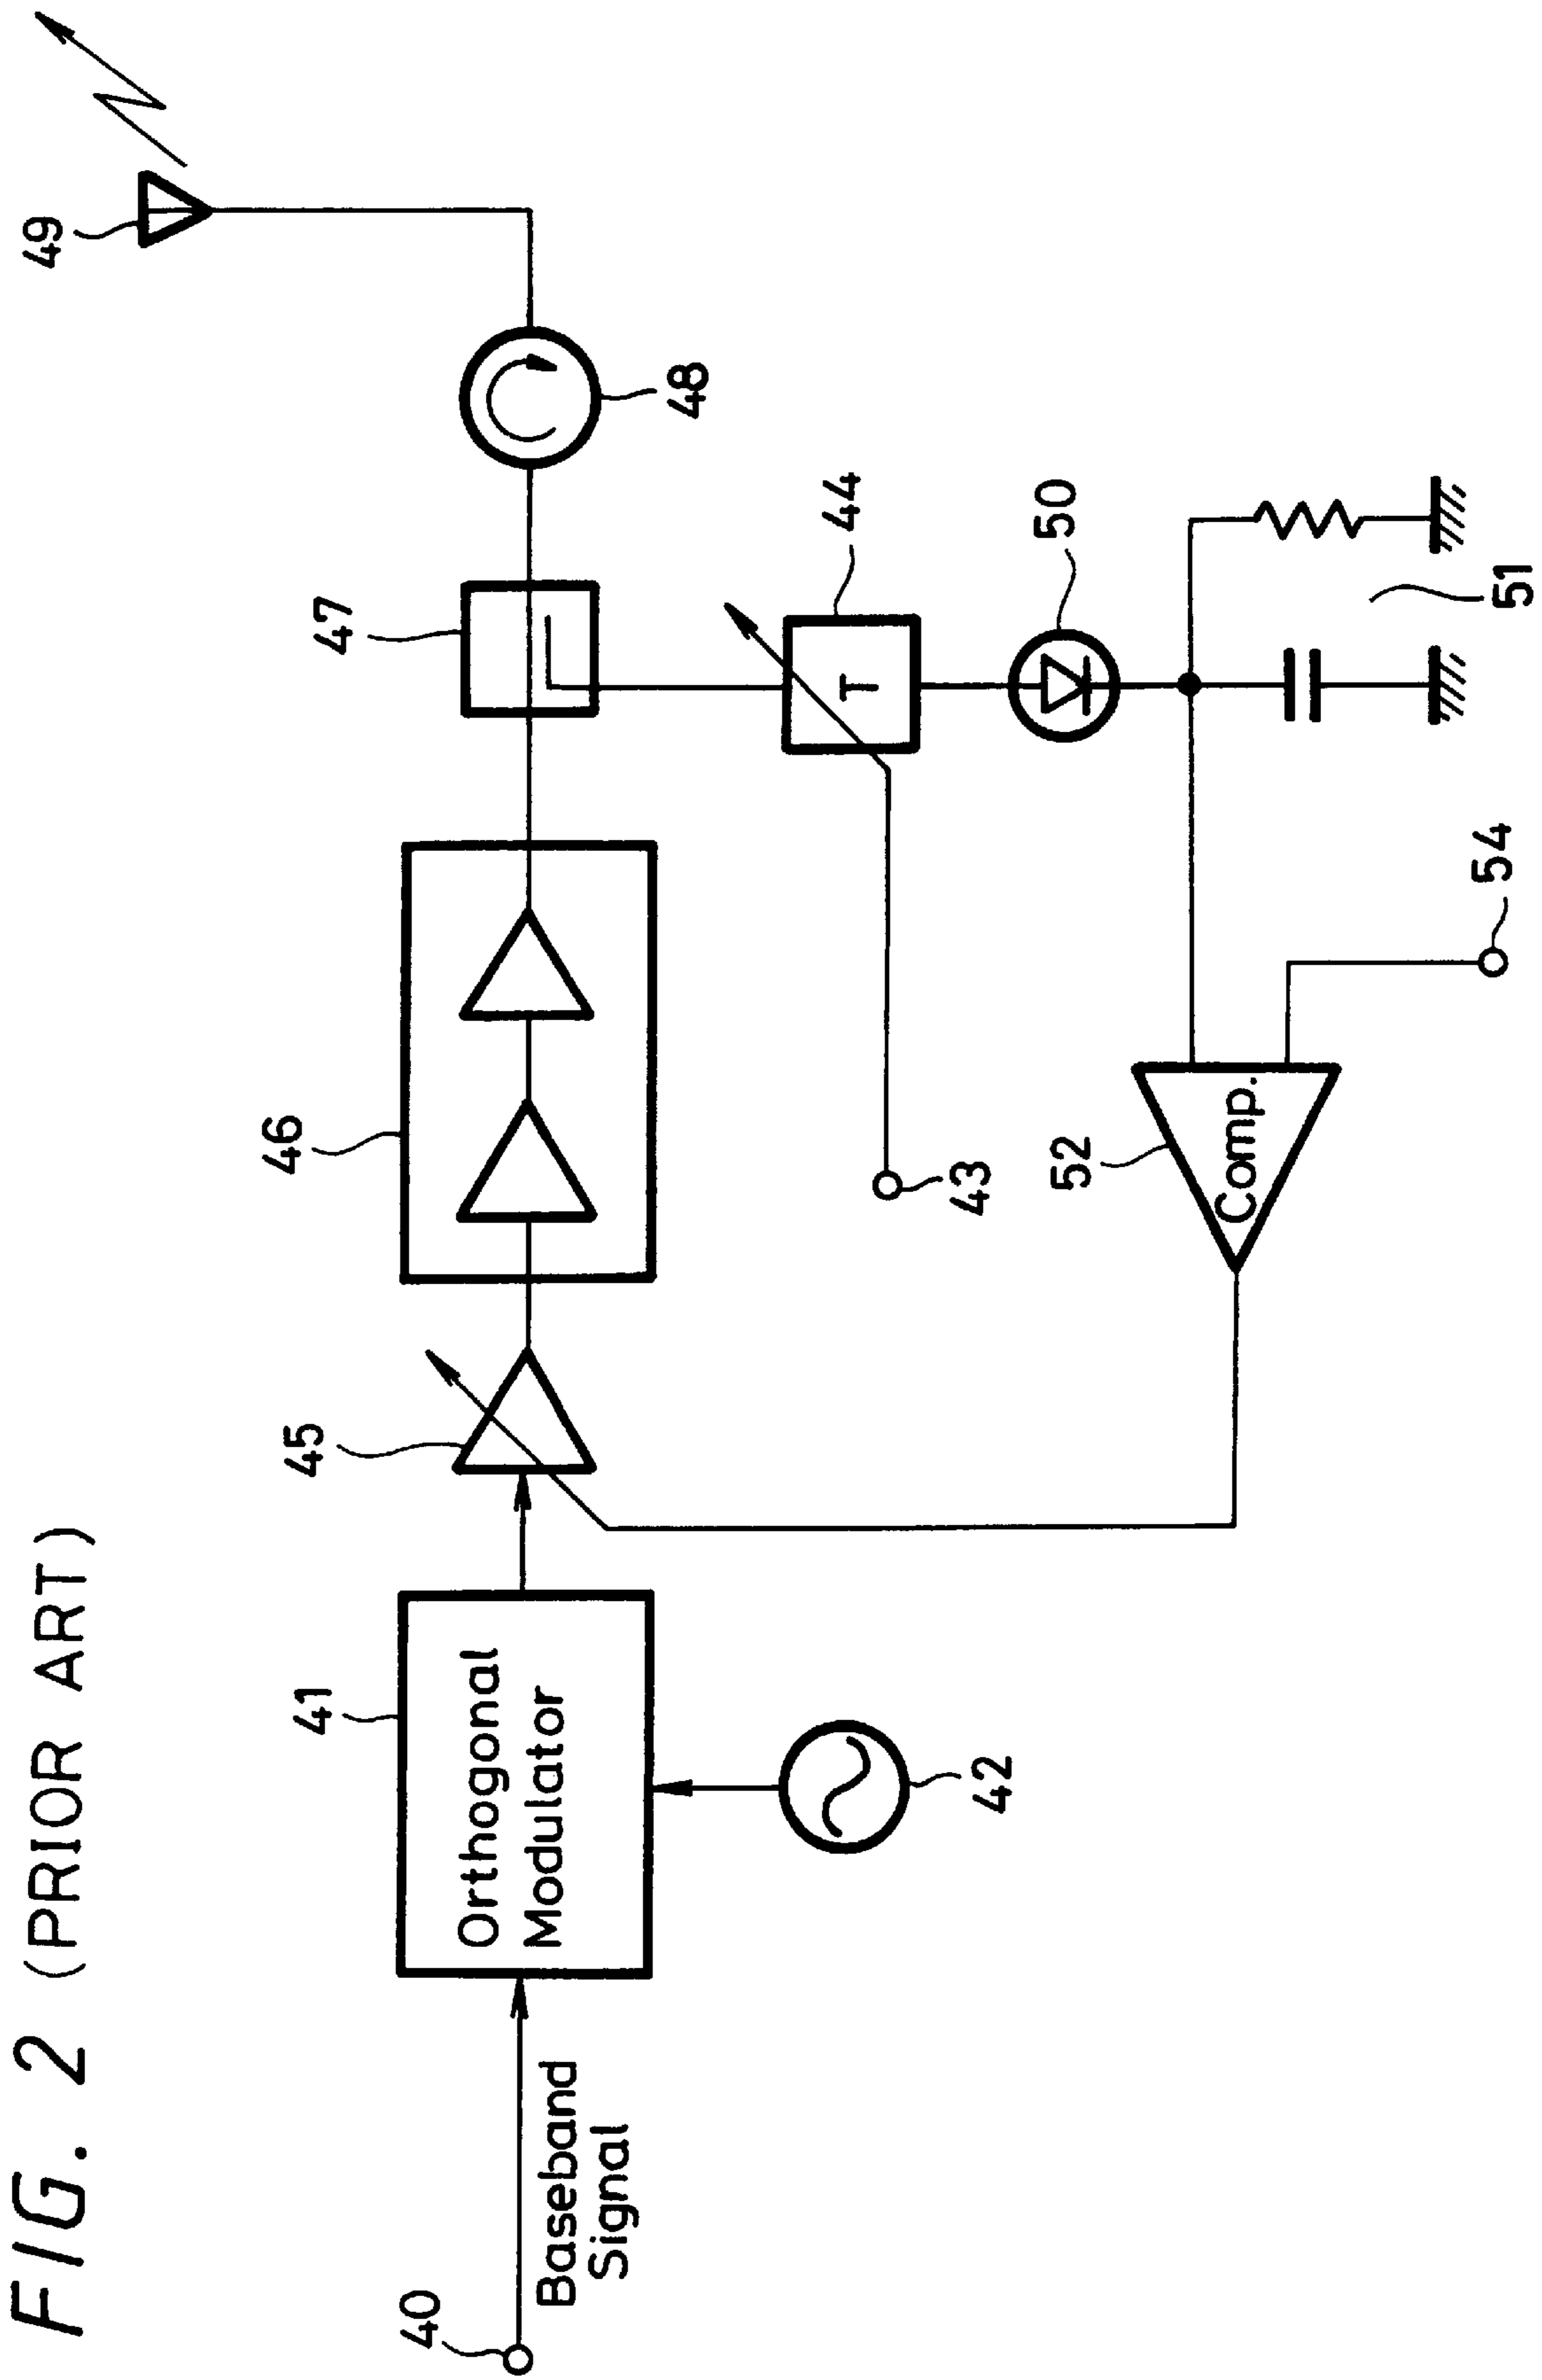 FIG. 2 (PRIOR ART)
40
Baseband
Signal
41
Orthogonal
Modulator
42
45
46
47
48
49
43
44
T
50
51
52
Comp.
54